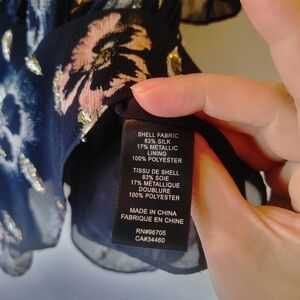 SHELL FABRIC
83% SILK
17% METALLIC
LINING
100% POLYESTER
TISSU DE SHELL
83% SOIE
17% MÉTALLIQUE
DOUBLURE
100% POLYESTER
MADE IN CHINA
FABRIQUE EN CHINE
RN#96705
CA#34460